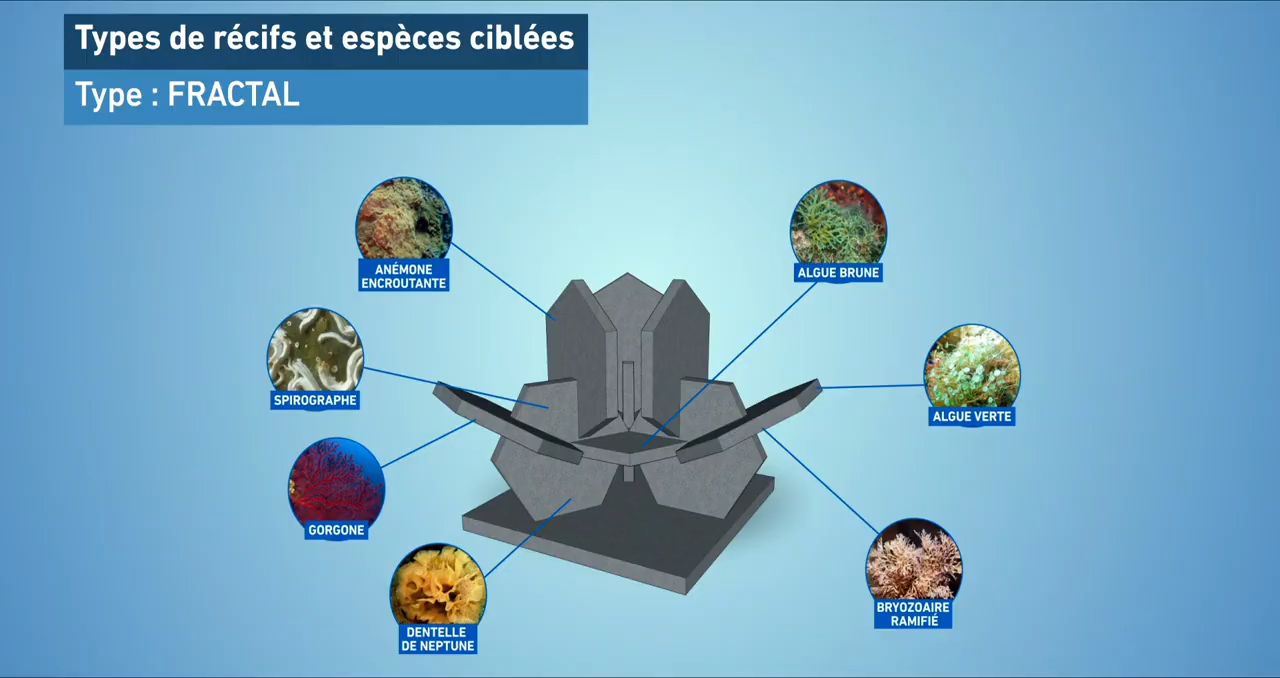 Types de récifs et espèces ciblées
Type : FRACTAL
ANÉMONE
ENCROUTANTE
ALGUE BRUNE
SPIROGRAPHE
ALGUE VERTE
GORGONE
DENTELLE
DE NEPTUNE
BRYOZOAIRE
RAMIFIÉ